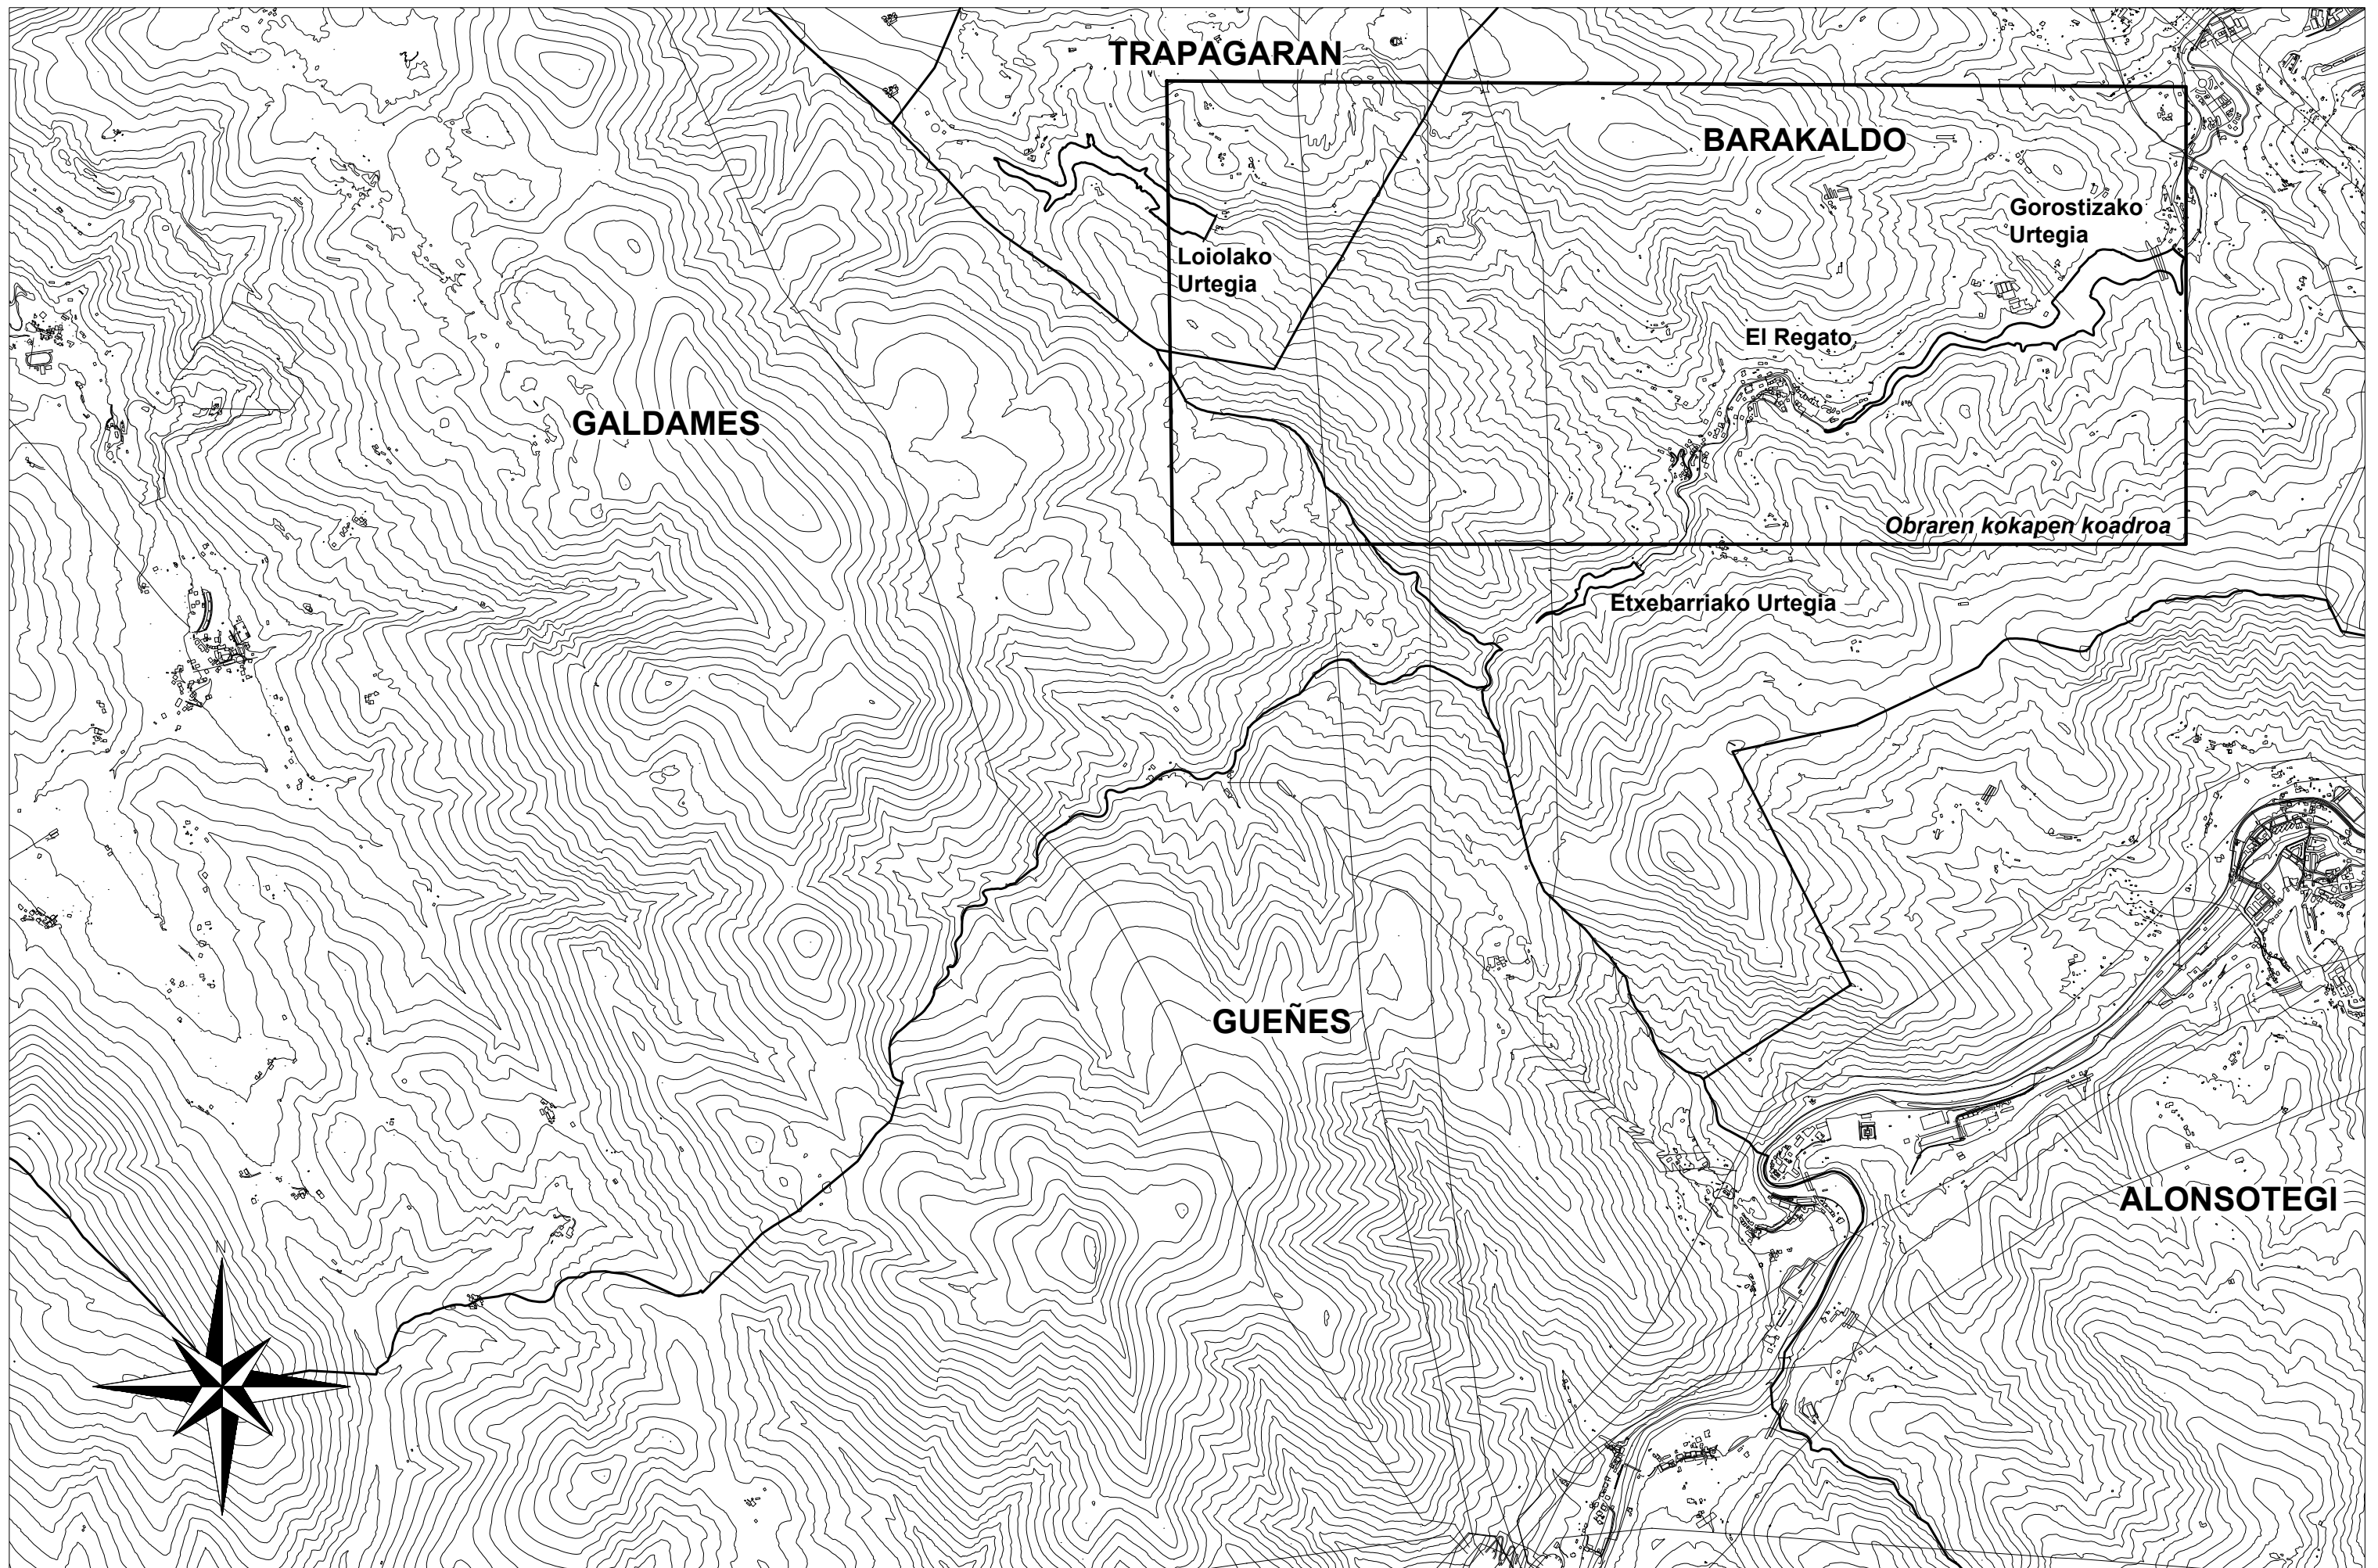 TRAPAGARAN
BARAKALDO
Gorostizako
Urtegia
Loiolako
Urtegia
El Regato
GALDAMES
Obraren kokapen koadroa
Etxebarriako Urtegia
GUEÑES
ALONSOTEGI
N